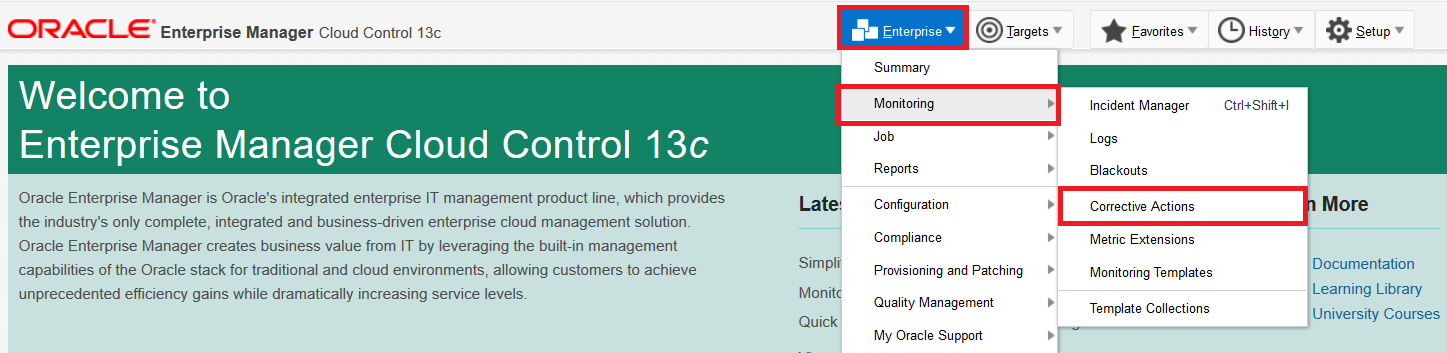 ORACLE Enterprise Manager Cloud Control 13c
Enterprise
Targets
Favorites
History
Setup
Welcome to
Enterprise Manager Cloud Control 13c
Oracle Enterprise Manager is Oracle's integrated enterprise IT management product line, which provides
the industry's only complete, integrated and business-driven enterprise cloud management solution.
Oracle Enterprise Manager creates business value from IT by leveraging the built-in management
capabilities of the Oracle stack for traditional and cloud environments, allowing customers to achieve
unprecedented efficiency gains while dramatically increasing service levels.
Summary
Monitoring
Job
Reports
Configuration
Compliance
Provisioning and Patching
Quality Management
My Oracle Support
Incident Manager Ctrl+Shift+I
Logs
Blackouts
Corrective Actions
Metric Extensions
Monitoring Templates
Template Collections
More
Documentation
Learning Library
University Courses
Quick